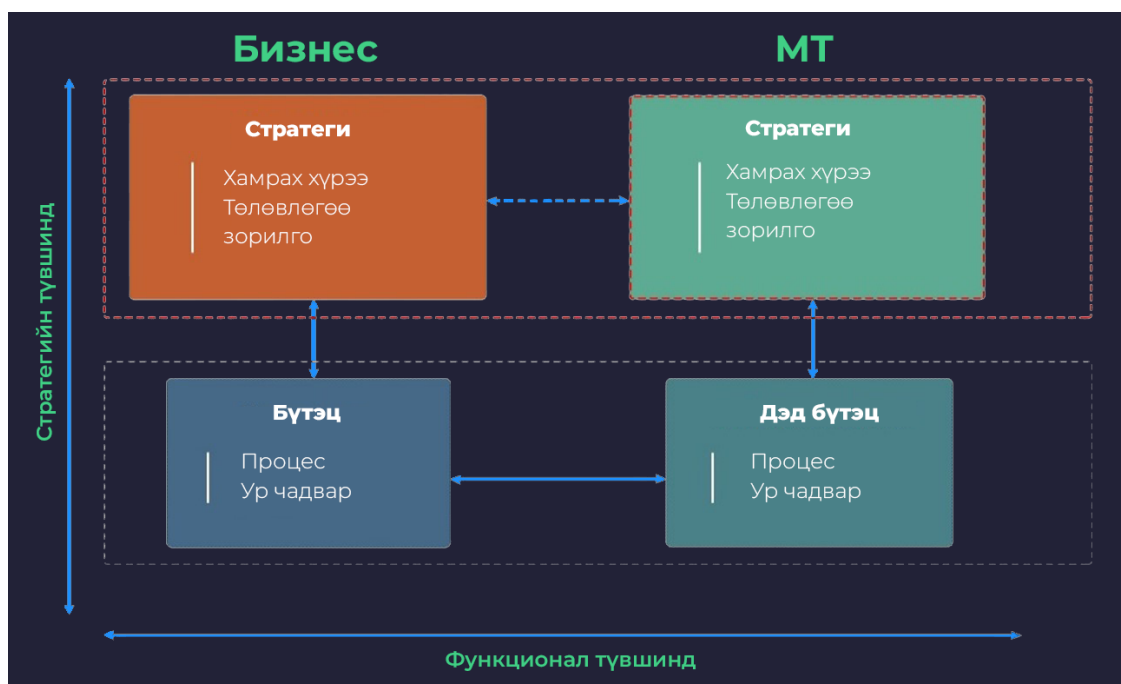 Бизнес
МТ
Стратеги
Хамрах хүрээ
Төлөвлөгөө
зорилго
Стратеги
Хамрах хүрээ
Төлөвлөгөө
зорилго
Стратегийн түвшинд
Бүтэц
Процес
Ур чадвар
Дэд бүтэц
Процес
Ур чадвар
Функционал түвшинд